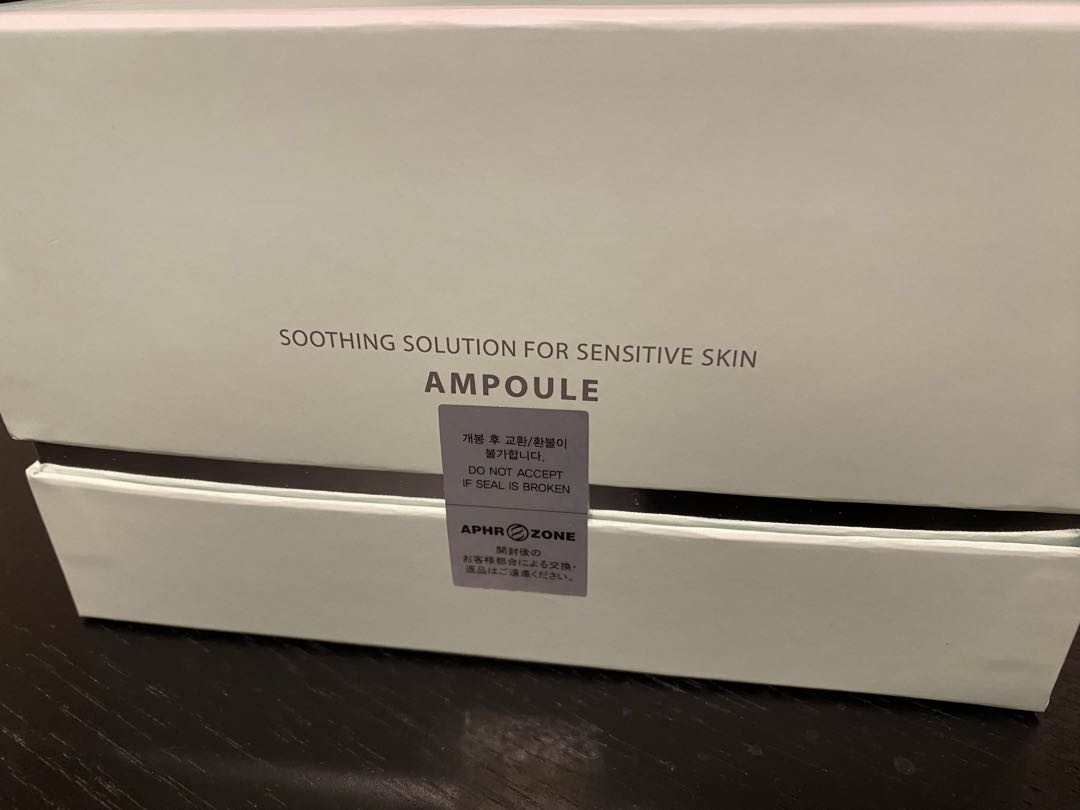 SOOTHING SOLUTION FOR SENSITIVE SKIN
AMPOULE
개봉 후 교환/환불이
불가합니다.
DO NOT ACCEPT
IF SEAL IS BROKEN
APHROZONE
開封後の
お客様都合による交換・
返品はご遠慮ください。